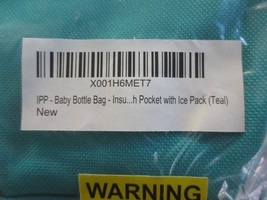 X001H6MET7
IPP - Baby Bottle Bag - Insu...h Pocket with Ice Pack (Teal)
New
WARNING